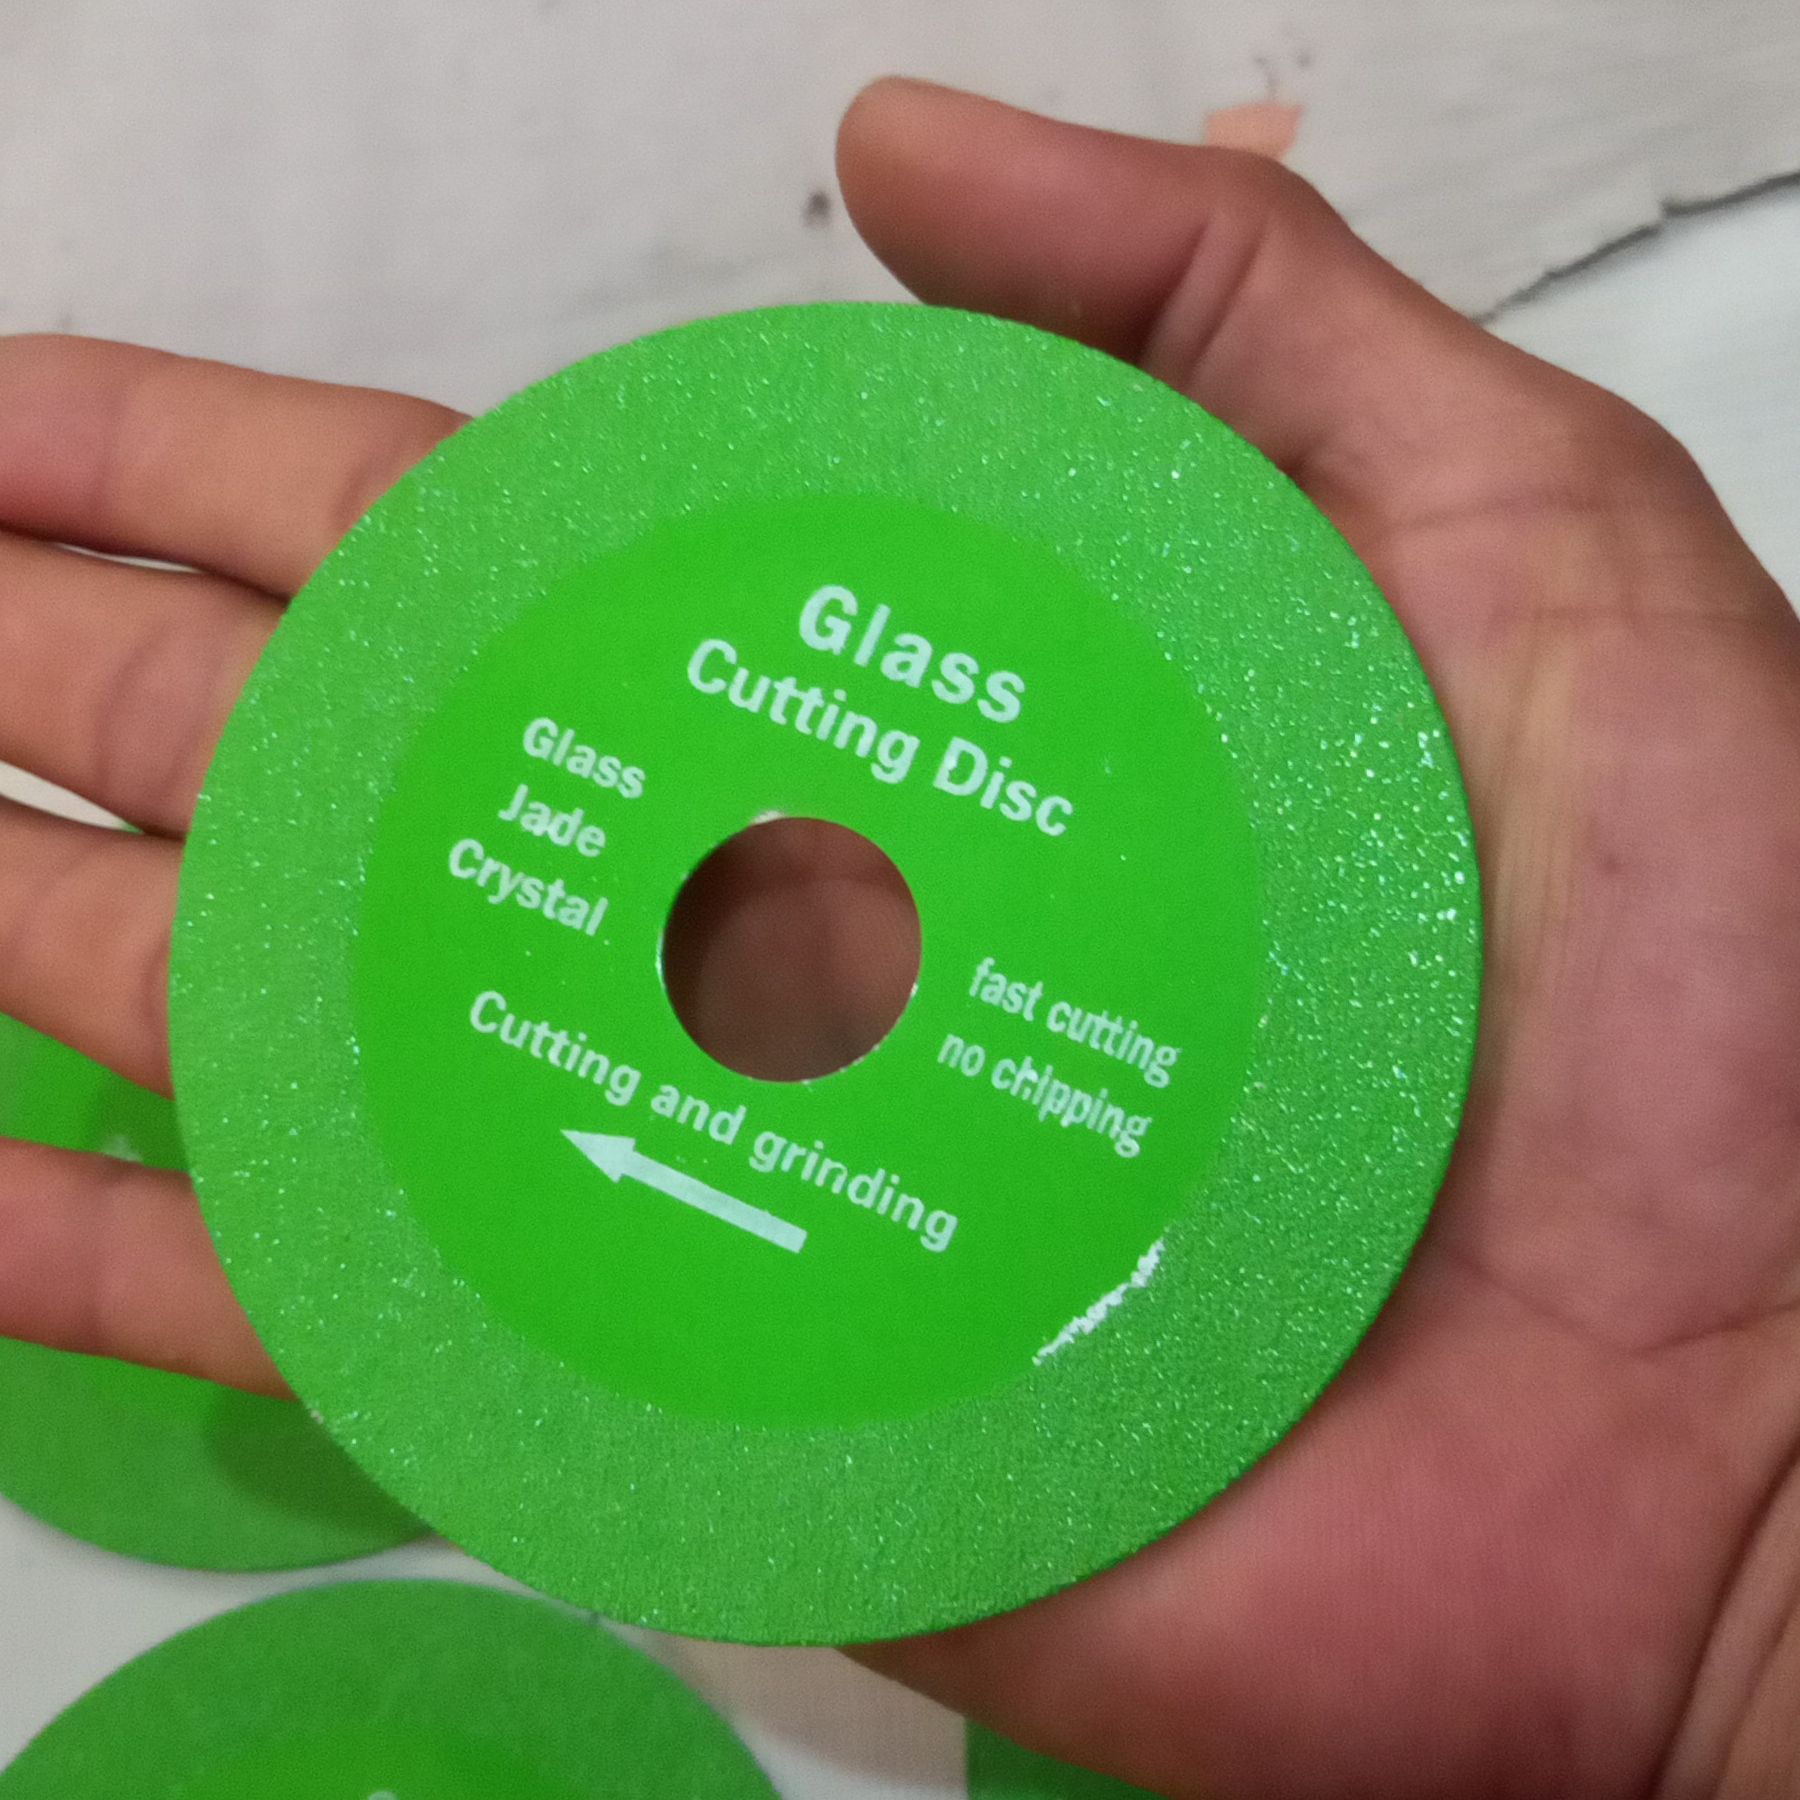 Glass
Cutting Disc
Glass
Jade
Crystal
fast cutting
no chipping
Cutting and grinding